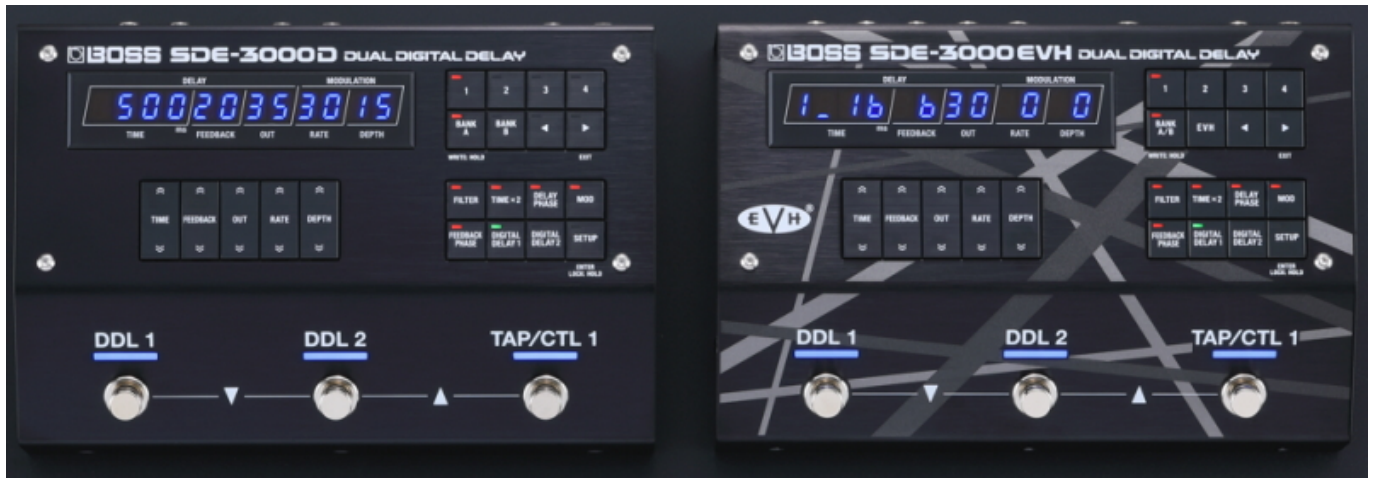 BOSS SDE-3000D DUAL DIGITAL DELAY
DELAY MODULATION
500 20 35 30 15
TIME ms FEEDBACK OUT RATE DEPTH
1 2 3 4
BANK A BANK B
WRITE: HOLD EXIT
TIME FEEDBACK OUT RATE DEPTH
FILTER TIME×2 DELAY PHASE MOD
FEEDBACK PHASE DIGITAL DELAY 1 DIGITAL DELAY 2 SETUP
ENTER
LOCK: HOLD
DDL 1 DDL 2 TAP/CTL 1
BOSS SDE-3000EVH DUAL DIGITAL DELAY
DELAY MODULATION
1_16 6 30 0 0
TIME ms FEEDBACK OUT RATE DEPTH
1 2 3 4
BANK A/B EVH
WRITE: HOLD EXIT
EVH®
TIME FEEDBACK OUT RATE DEPTH
FILTER TIME×2 DELAY PHASE MOD
FEEDBACK PHASE DIGITAL DELAY 1 DIGITAL DELAY 2 SETUP
ENTER
LOCK: HOLD
DDL 1 DDL 2 TAP/CTL 1